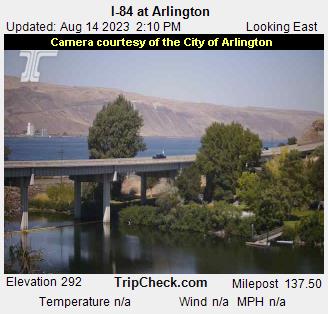 I-84 at Arlington
Updated: Aug 14 2023 2:10 PM Looking East
Camera courtesy of the City of Arlington
Elevation 292 TripCheck.com Milepost 137.50
Temperature n/a Wind n/a MPH n/a